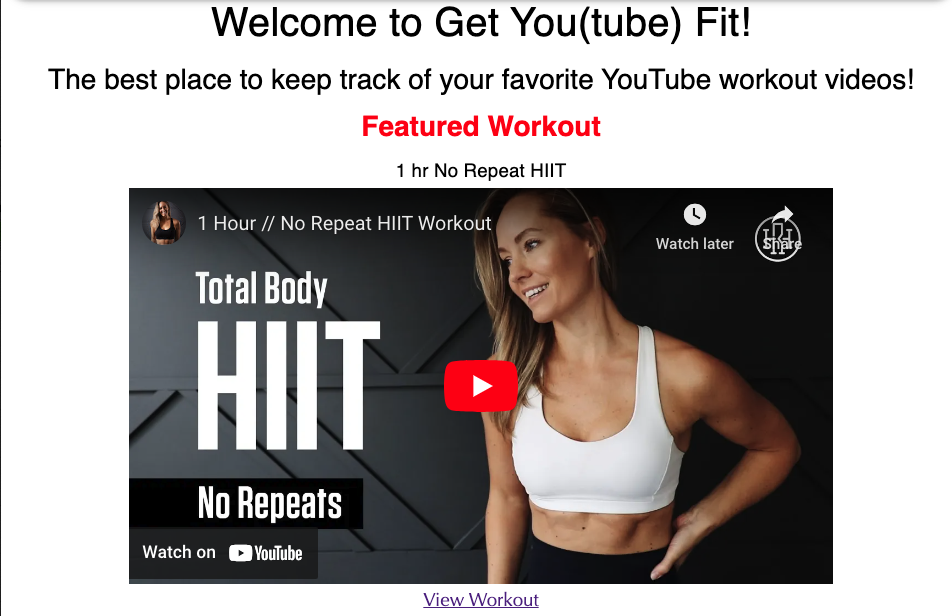 Welcome to Get You(tube) Fit!
The best place to keep track of your favorite YouTube workout videos!
Featured Workout
1 hr No Repeat HIIT
1 Hour // No Repeat HIIT Workout
Watch later
Share
Total Body
HIIT
No Repeats
Watch on YouTube
View Workout